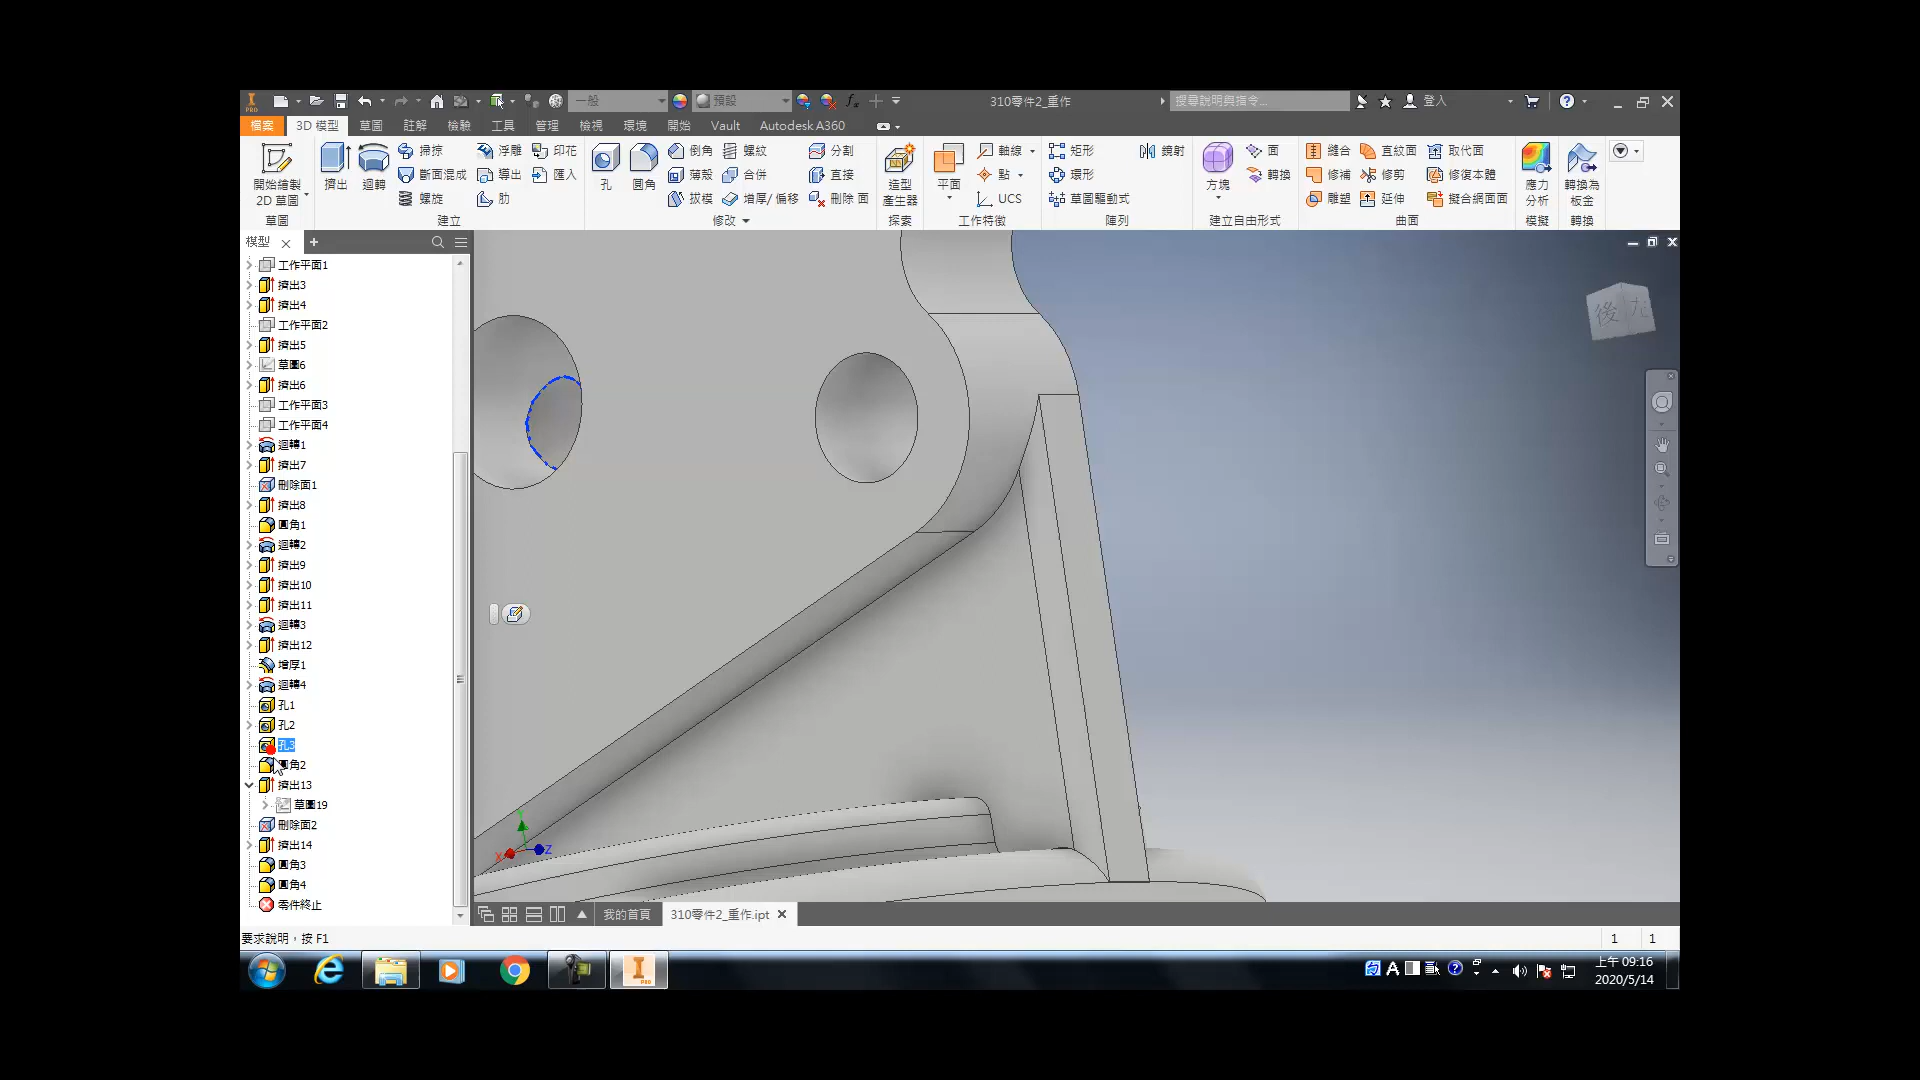 PRO
一般
預設
310零件2_重作
搜尋說明與指令...
登入
檔案
3D 模型
草圖
註解
檢驗
工具
管理
檢視
環境
開始
Vault
Autodesk A360
開始繪製
2D 草圖
草圖
擠出
迴轉
掃掠
浮雕
印花
斷面混成
導出
匯入
螺旋
肋
建立
孔
圓角
倒角
螺紋
分割
薄殼
合併
直接
拔模
增厚/ 偏移
刪除 面
修改
造型
產生器
探索
平面
軸線
點
UCS
工作特徵
矩形
鏡射
環形
草圖驅動式
陣列
方塊
面
轉換
建立自由形式
縫合
直紋面
取代面
修補
修剪
修復本體
雕塑
延伸
擬合網面面
曲面
應力
分析
模擬
轉換為
板金
轉換
模型
工作平面1
擠出3
擠出4
工作平面2
擠出5
草圖6
擠出6
工作平面3
工作平面4
迴轉1
擠出7
刪除面1
擠出8
圓角1
迴轉2
擠出9
擠出10
擠出11
迴轉3
擠出12
增厚1
迴轉4
孔1
孔2
孔3
圓角2
擠出13
草圖19
刪除面2
擠出14
圓角3
圓角4
零件終止
後
X
Y
Z
我的首頁
310零件2_重作.ipt
要求說明，按 F1
1
1
PRO
A
上午 09:16
2020/5/14